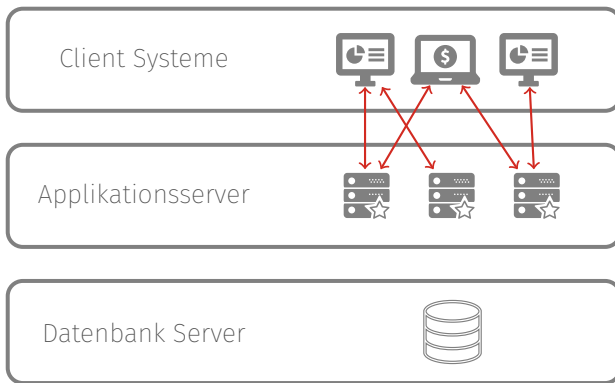 Client Systeme
$
Applikationsserver
Datenbank Server